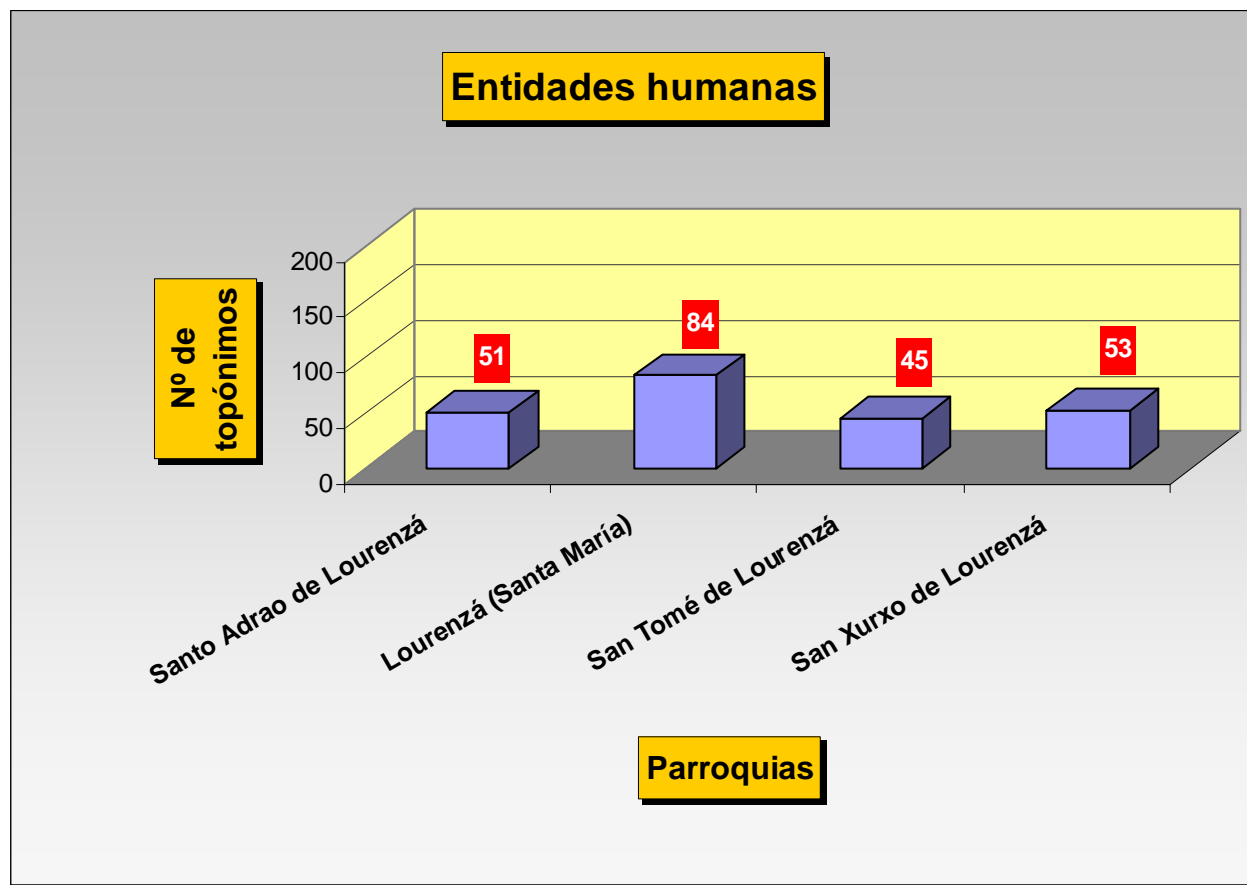 Entidades humanas
Nº de
topónimos
200
150
100
50
0
51
84
45
53
Santo Adrao de Lourenzá
Lourenzá (Santa María)
San Tomé de Lourenzá
San Xurxo de Lourenzá
Parroquias